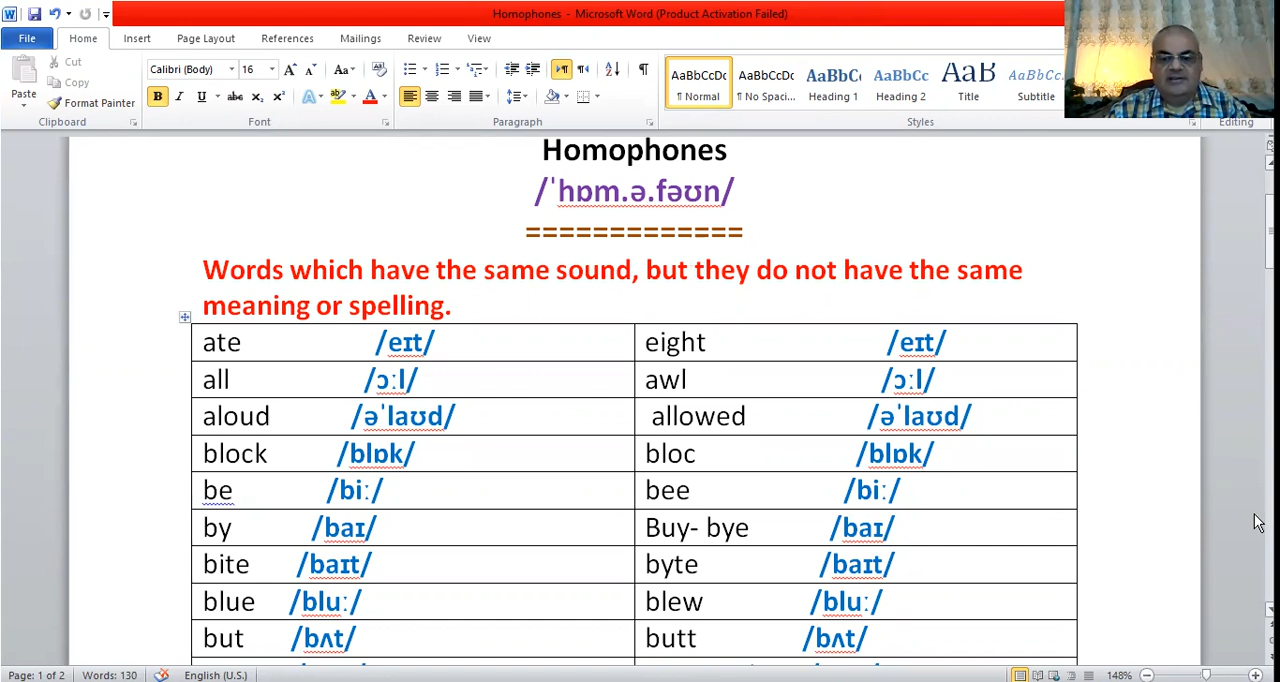 Homophones - Microsoft Word (Product Activation Failed)
File Home Insert Page Layout References Mailings Review View
Cut
Copy
Paste
Format Painter
Calibri (Body) 16
AaBbCcDc AaBbCcDc AaBbC AaBbCc AaB AaBbCc
¶ Normal ¶ No Spaci... Heading 1 Heading 2 Title Subtitle
Clipboard Font Paragraph Styles Editing
Homophones
/ˈhɒm.ə.fəʊn/
=============
Words which have the same sound, but they do not have the same
meaning or spelling.
ate /eɪt/ eight /eɪt/
all /ɔːl/ awl /ɔːl/
aloud /əˈlaʊd/ allowed /əˈlaʊd/
block /blɒk/ bloc /blɒk/
be /biː/ bee /biː/
by /baɪ/ Buy- bye /baɪ/
bite /baɪt/ byte /baɪt/
blue /bluː/ blew /bluː/
but /bʌt/ butt /bʌt/
Page: 1 of 2 Words: 130 English (U.S.) 148%